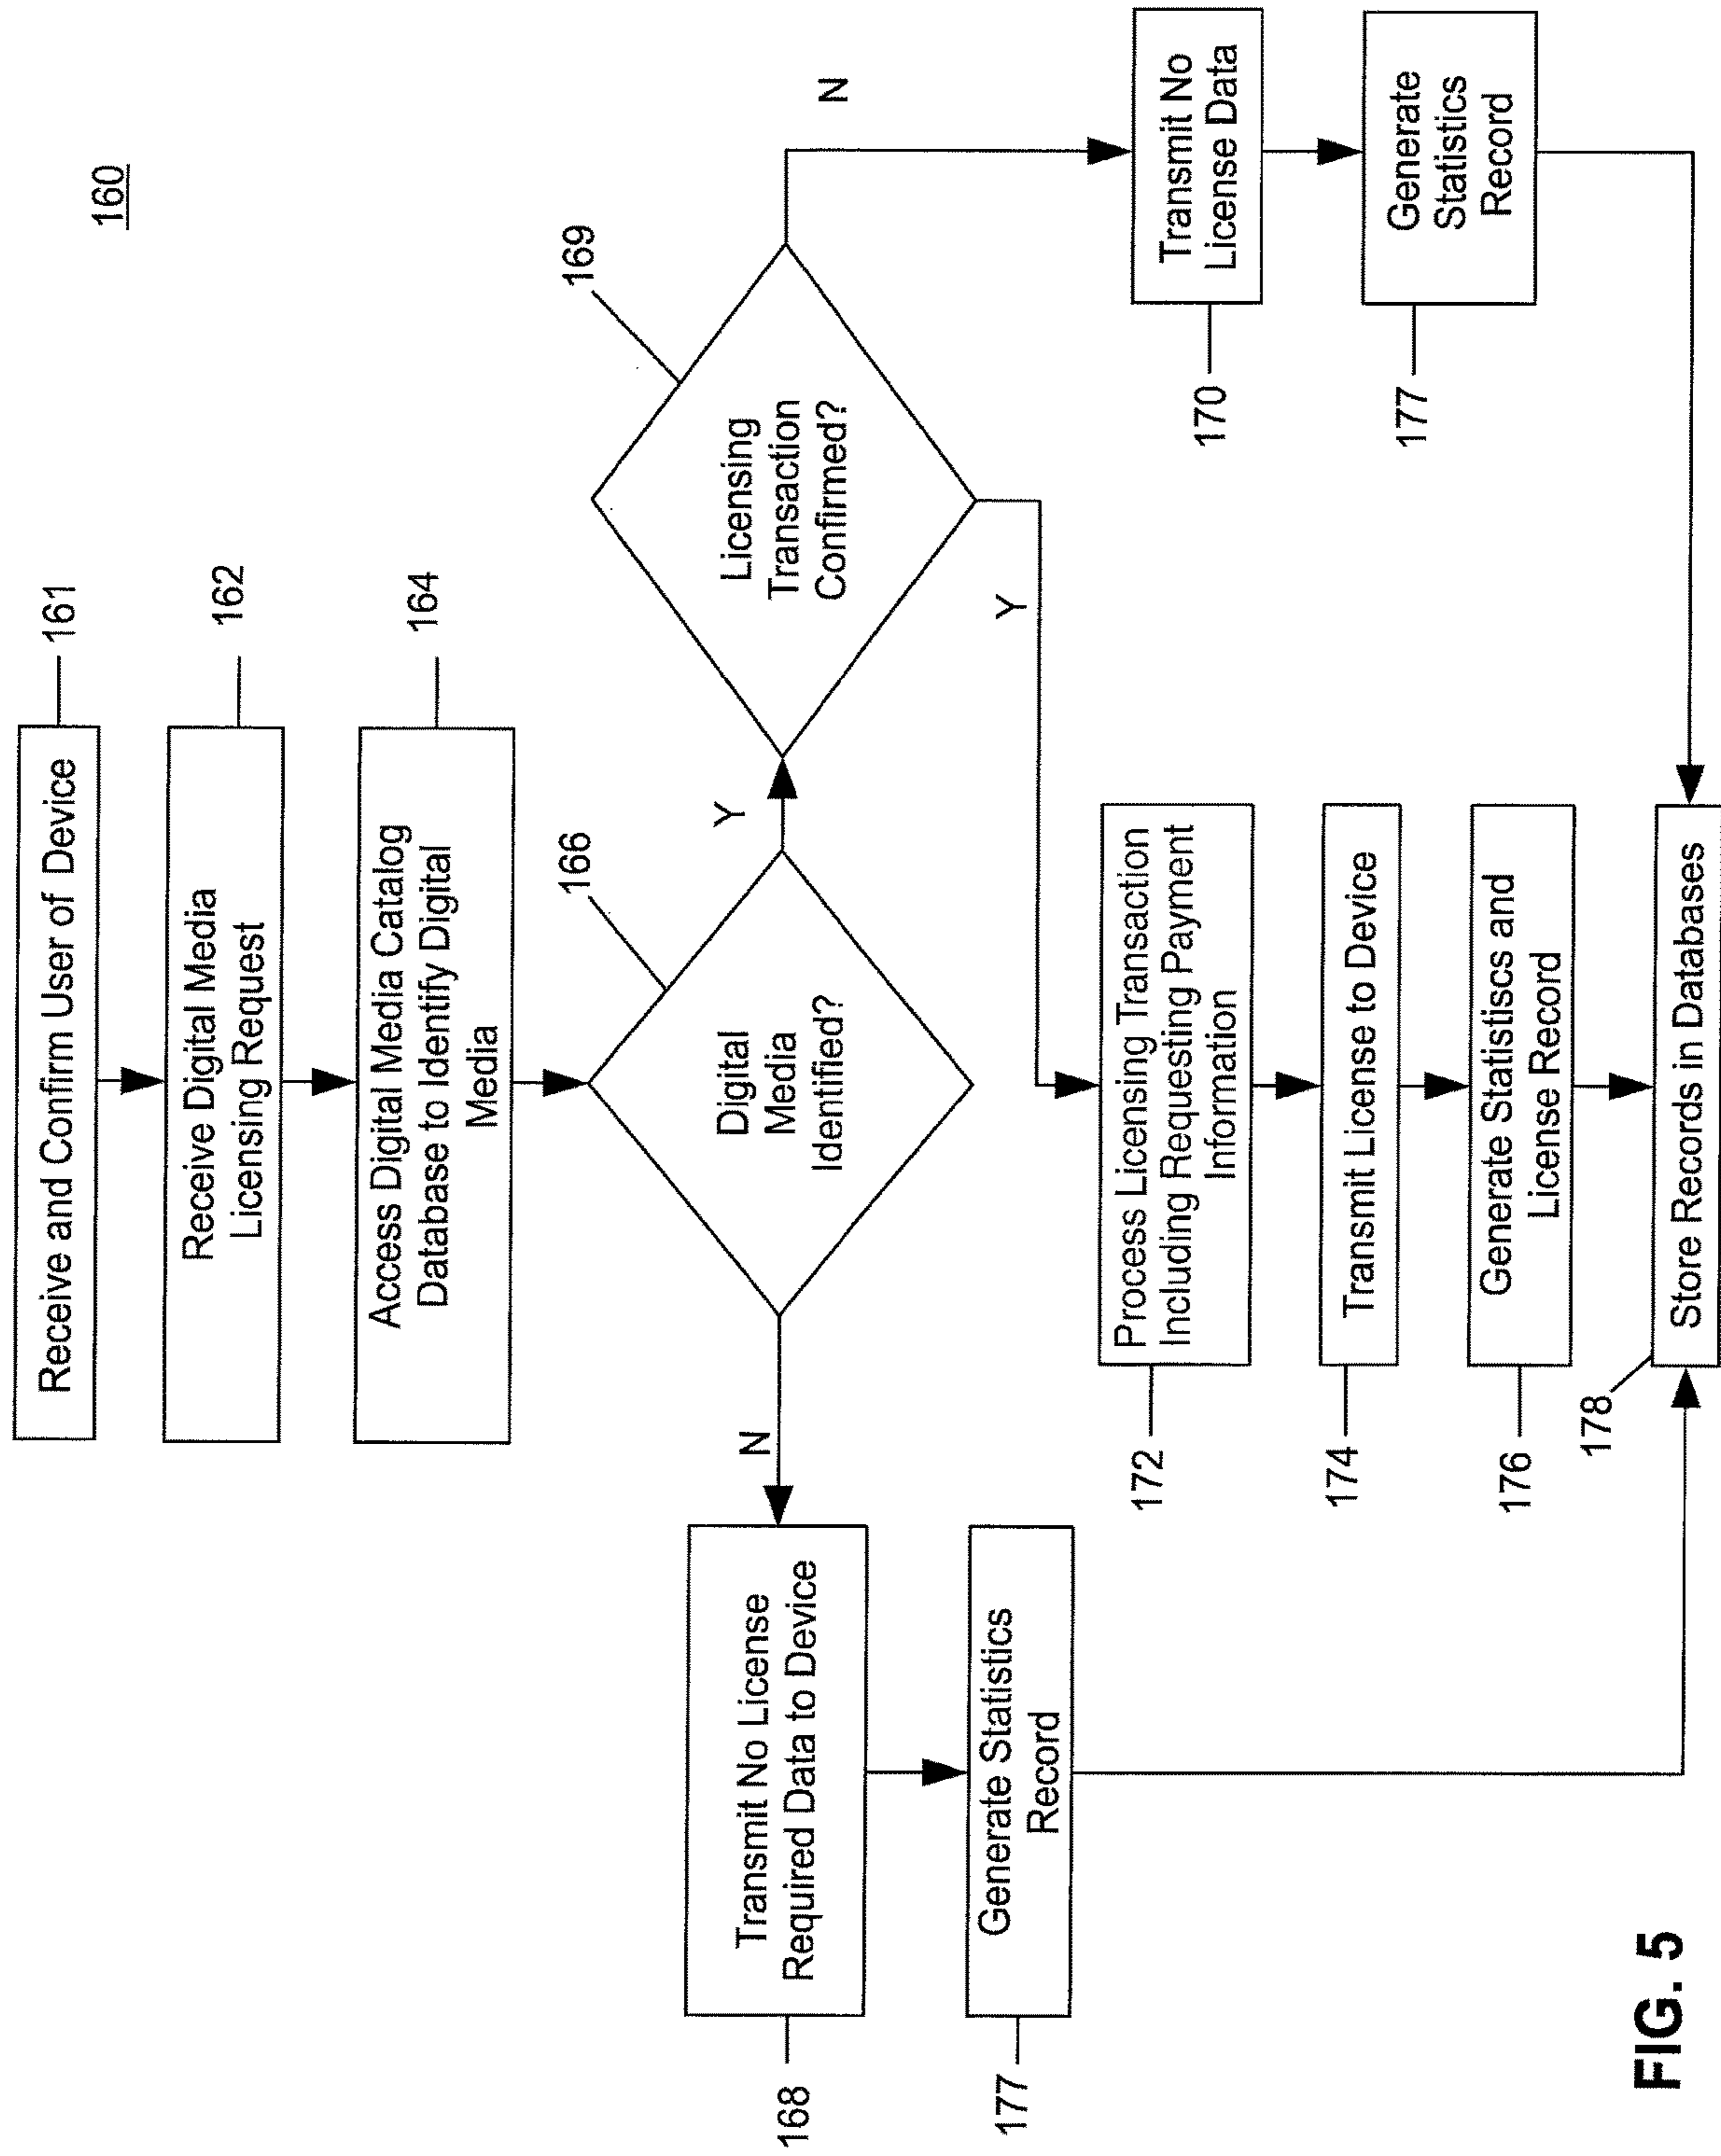 160
Receive and Confirm User of Device
161
Receive Digital Media
Licensing Request
162
Access Digital Media Catalog
Database to Identify Digital
Media
164
166
Digital
Media
Identified?
N
Y
169
Licensing
Transaction
Confirmed?
Y
N
Transmit No License
Required Data to Device
168
Generate Statistics
Record
177
Process Licensing Transaction
Including Requesting Payment
Information
172
Transmit License to Device
174
Generate Statistiscs and
License Record
176
Transmit No
License Data
170
Generate
Statistics
Record
177
178
Store Records in Databases
FIG. 5